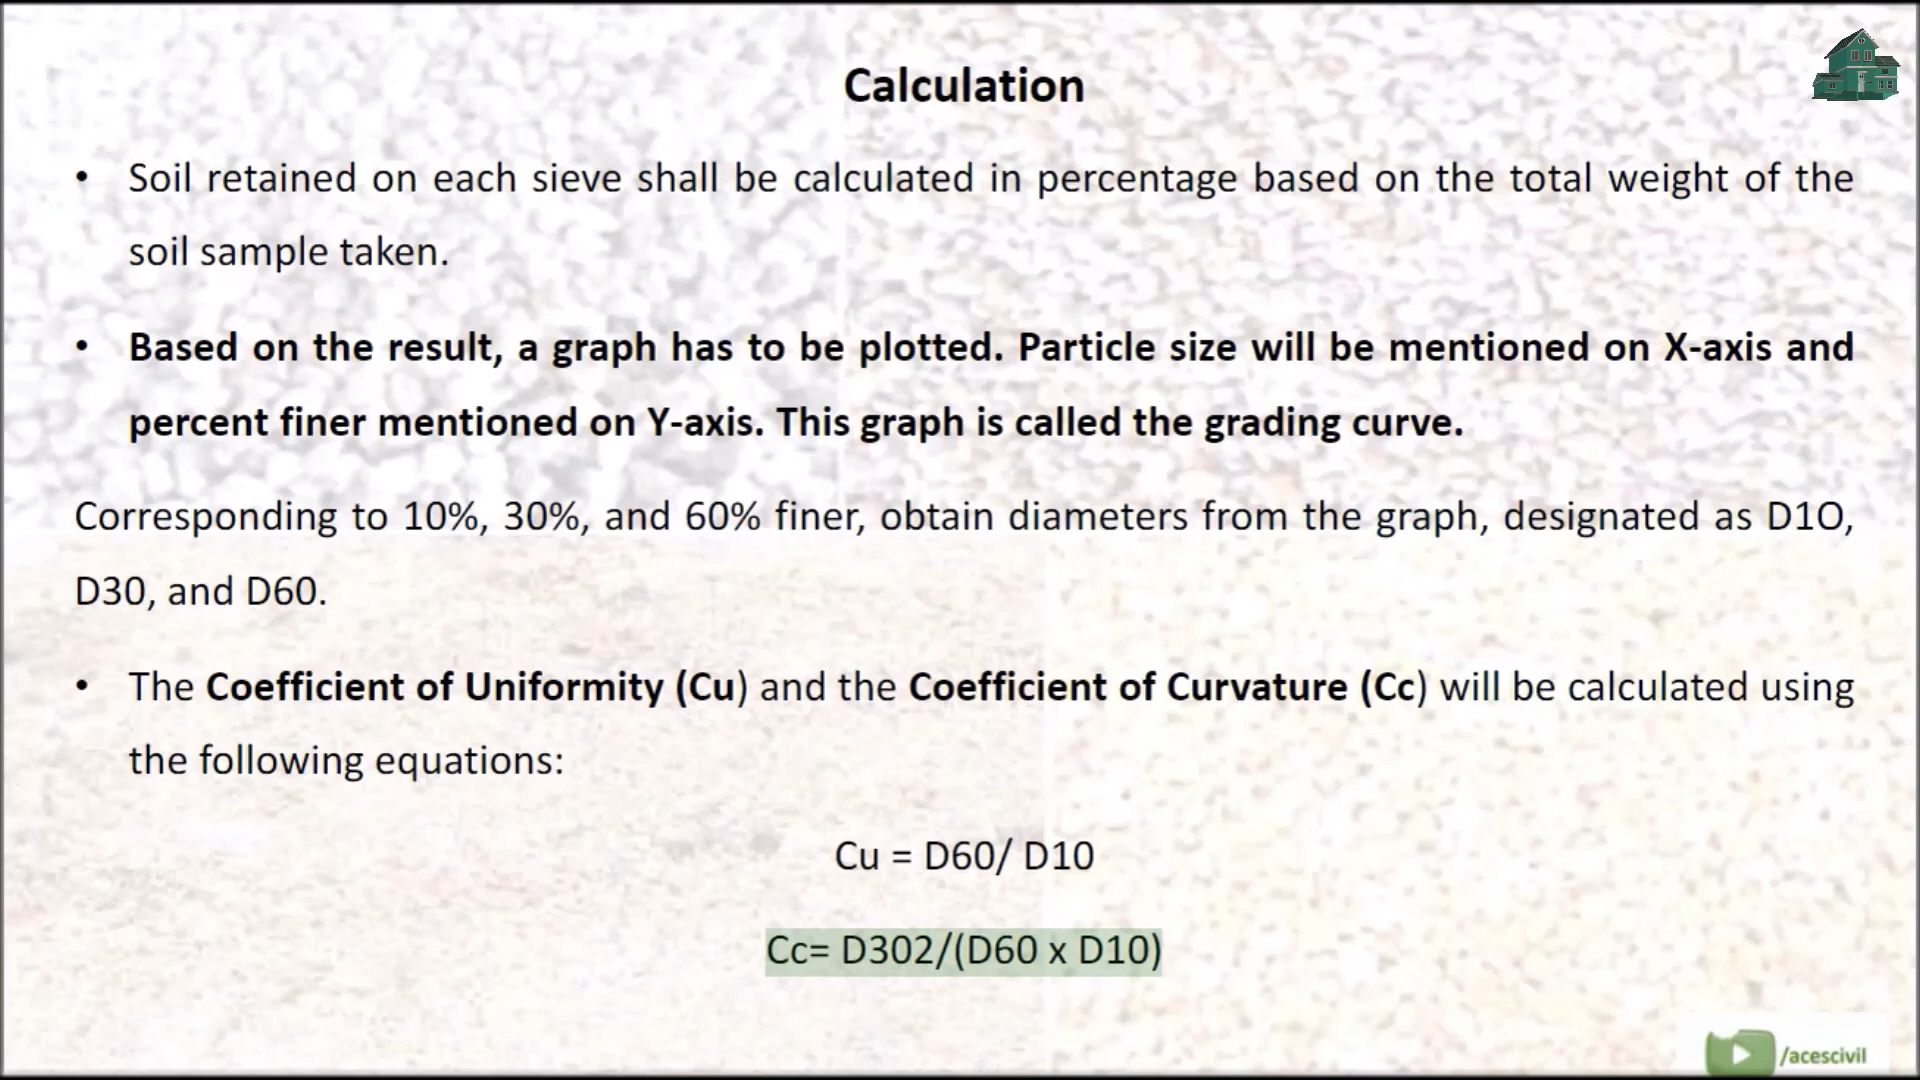 Calculation
• Soil retained on each sieve shall be calculated in percentage based on the total weight of the
soil sample taken.
• Based on the result, a graph has to be plotted. Particle size will be mentioned on X-axis and
percent finer mentioned on Y-axis. This graph is called the grading curve.
Corresponding to 10%, 30%, and 60% finer, obtain diameters from the graph, designated as D1O,
D30, and D60.
• The Coefficient of Uniformity (Cu) and the Coefficient of Curvature (Cc) will be calculated using
the following equations:
Cu = D60/ D10
Cc= D302/(D60 x D10)
/acescivil